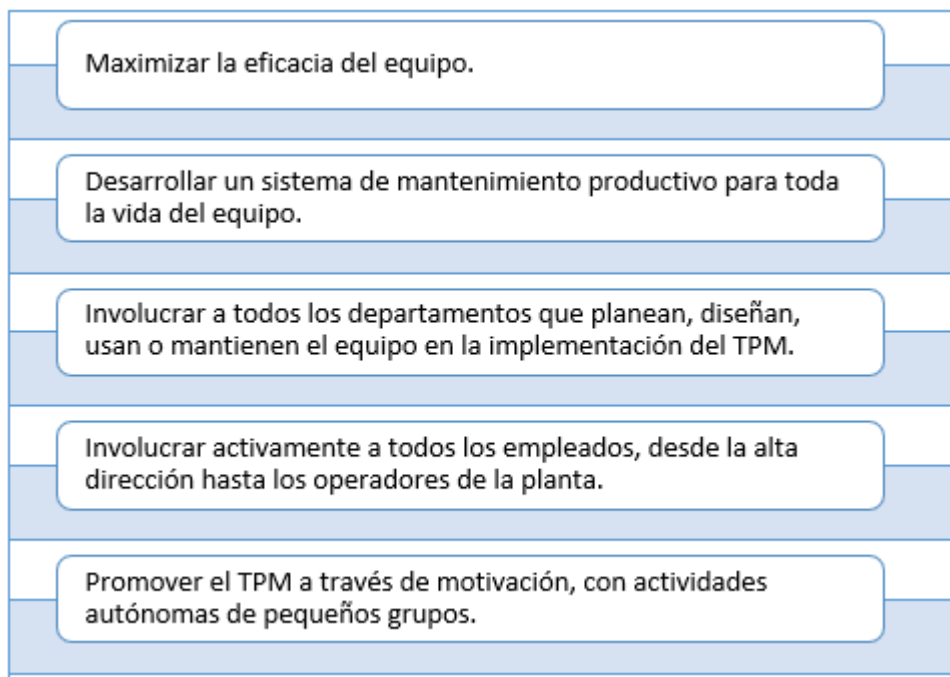 Maximizar la eficacia del equipo.
Desarrollar un sistema de mantenimiento productivo para toda
la vida del equipo.
Involucrar a todos los departamentos que planean, diseñan,
usan o mantienen el equipo en la implementación del TPM.
Involucrar activamente a todos los empleados, desde la alta
dirección hasta los operadores de la planta.
Promover el TPM a través de motivación, con actividades
autónomas de pequeños grupos.